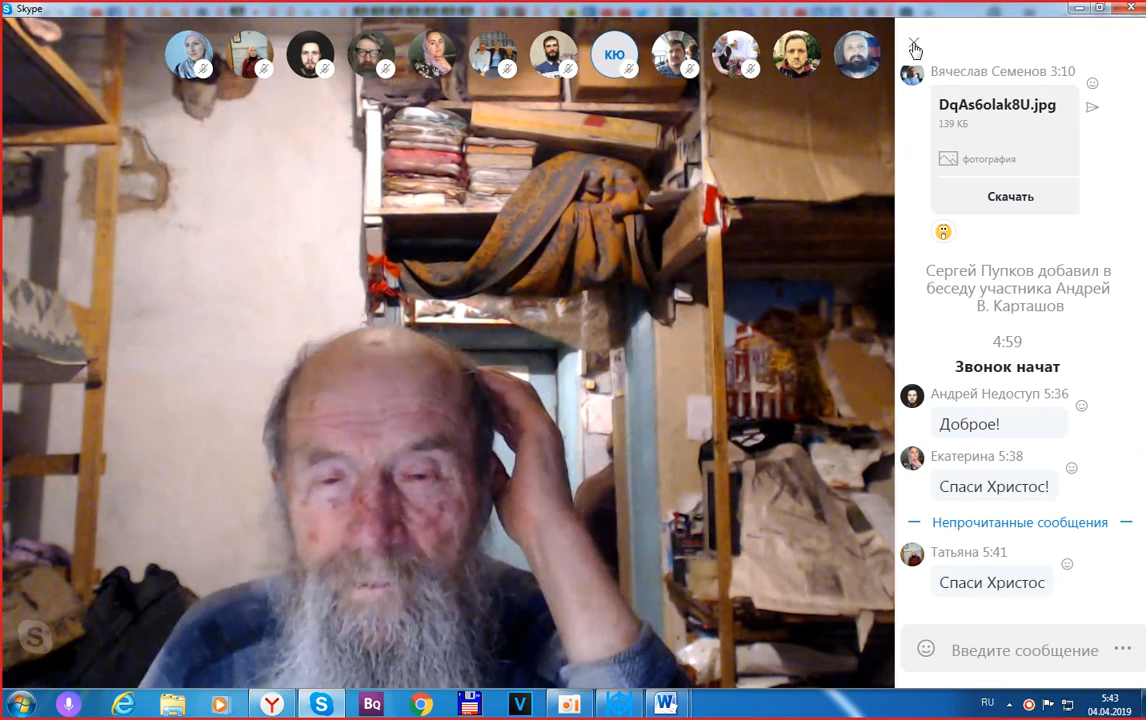 Skype
КЮ
Вячеслав Семенов 3:10
DqAs6olak8U.jpg
139 КБ
фотография
Скачать
Сергей Пупков добавил в
беседу участника Андрей
В. Карташов
4:59
Звонок начат
Андрей Недоступ 5:36
Доброе!
Екатерина 5:38
Спаси Христос!
Непрочитанные сообщения
Татьяна 5:41
Спаси Христос
Введите сообщение
RU
5:43
04.04.2019